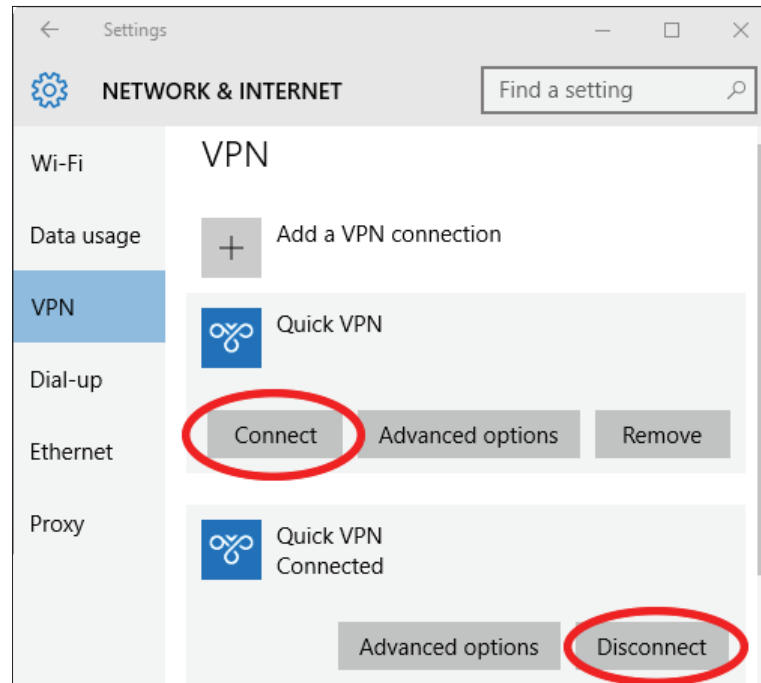 Settings
NETWORK & INTERNET
Find a setting
Wi-Fi
Data usage
VPN
Dial-up
Ethernet
Proxy
VPN
Add a VPN connection
Quick VPN
Connect Advanced options Remove
Quick VPN
Connected
Advanced options Disconnect